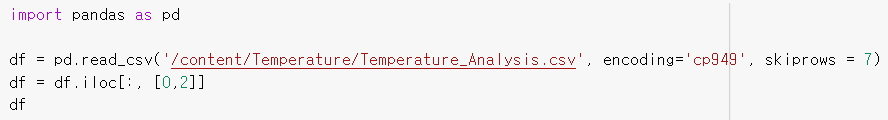 import pandas as pd
df = pd.read_csv('/content/Temperature/Temperature_Analysis.csv', encoding='cp949', skiprows = 7)
df = df.iloc[:, [0,2]]
df